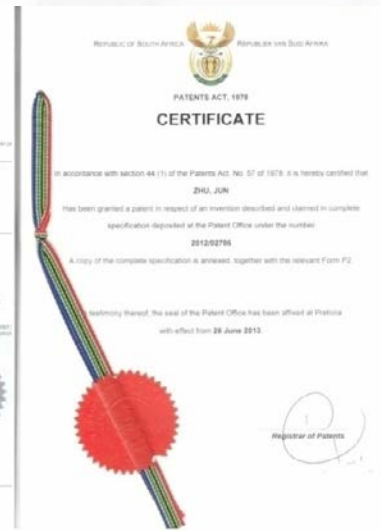 REPUBLIC OF SOUTH AFRICA REPUBLIEK VAN SUID AFRIKA
PATENTS ACT, 1978
CERTIFICATE
In accordance with section 44 (1) of the Patents Act, No. 57 of 1978, it is hereby certified that
ZHU, JUN
Has been granted a patent in respect of an invention described and claimed in complete
specification deposited at the Patent Office under the number
A copy of the complete specification is annexed, together with the relevant Form P2.
testimony thereof, the seal of the Patent Office has been affixed at Pretoria
with effect from 26 June 2013.
Registrar of Patents